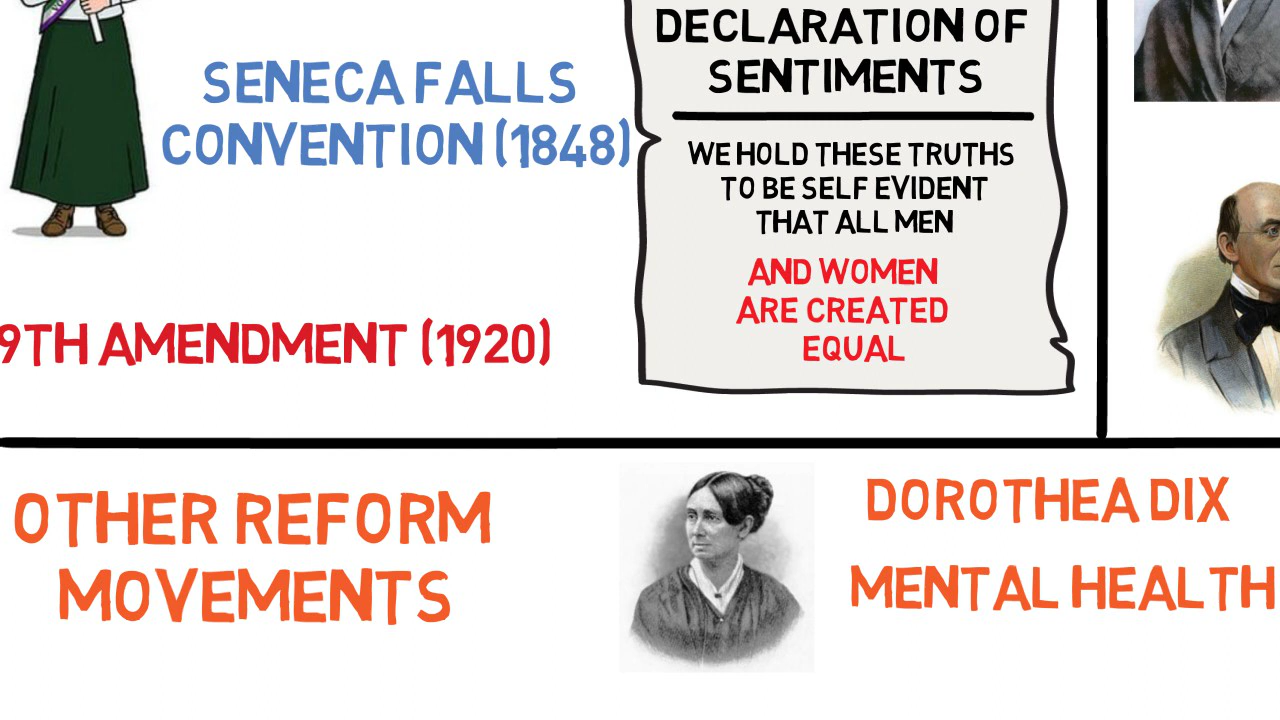 SENECA FALLS
CONVENTION (1848)
9TH AMENDMENT (1920)
DECLARATION OF
SENTIMENTS
WE HOLD THESE TRUTHS
TO BE SELF EVIDENT
THAT ALL MEN
AND WOMEN
ARE CREATED
EQUAL
OTHER REFORM
MOVEMENTS
DOROTHEA DIX
MENTAL HEALTH